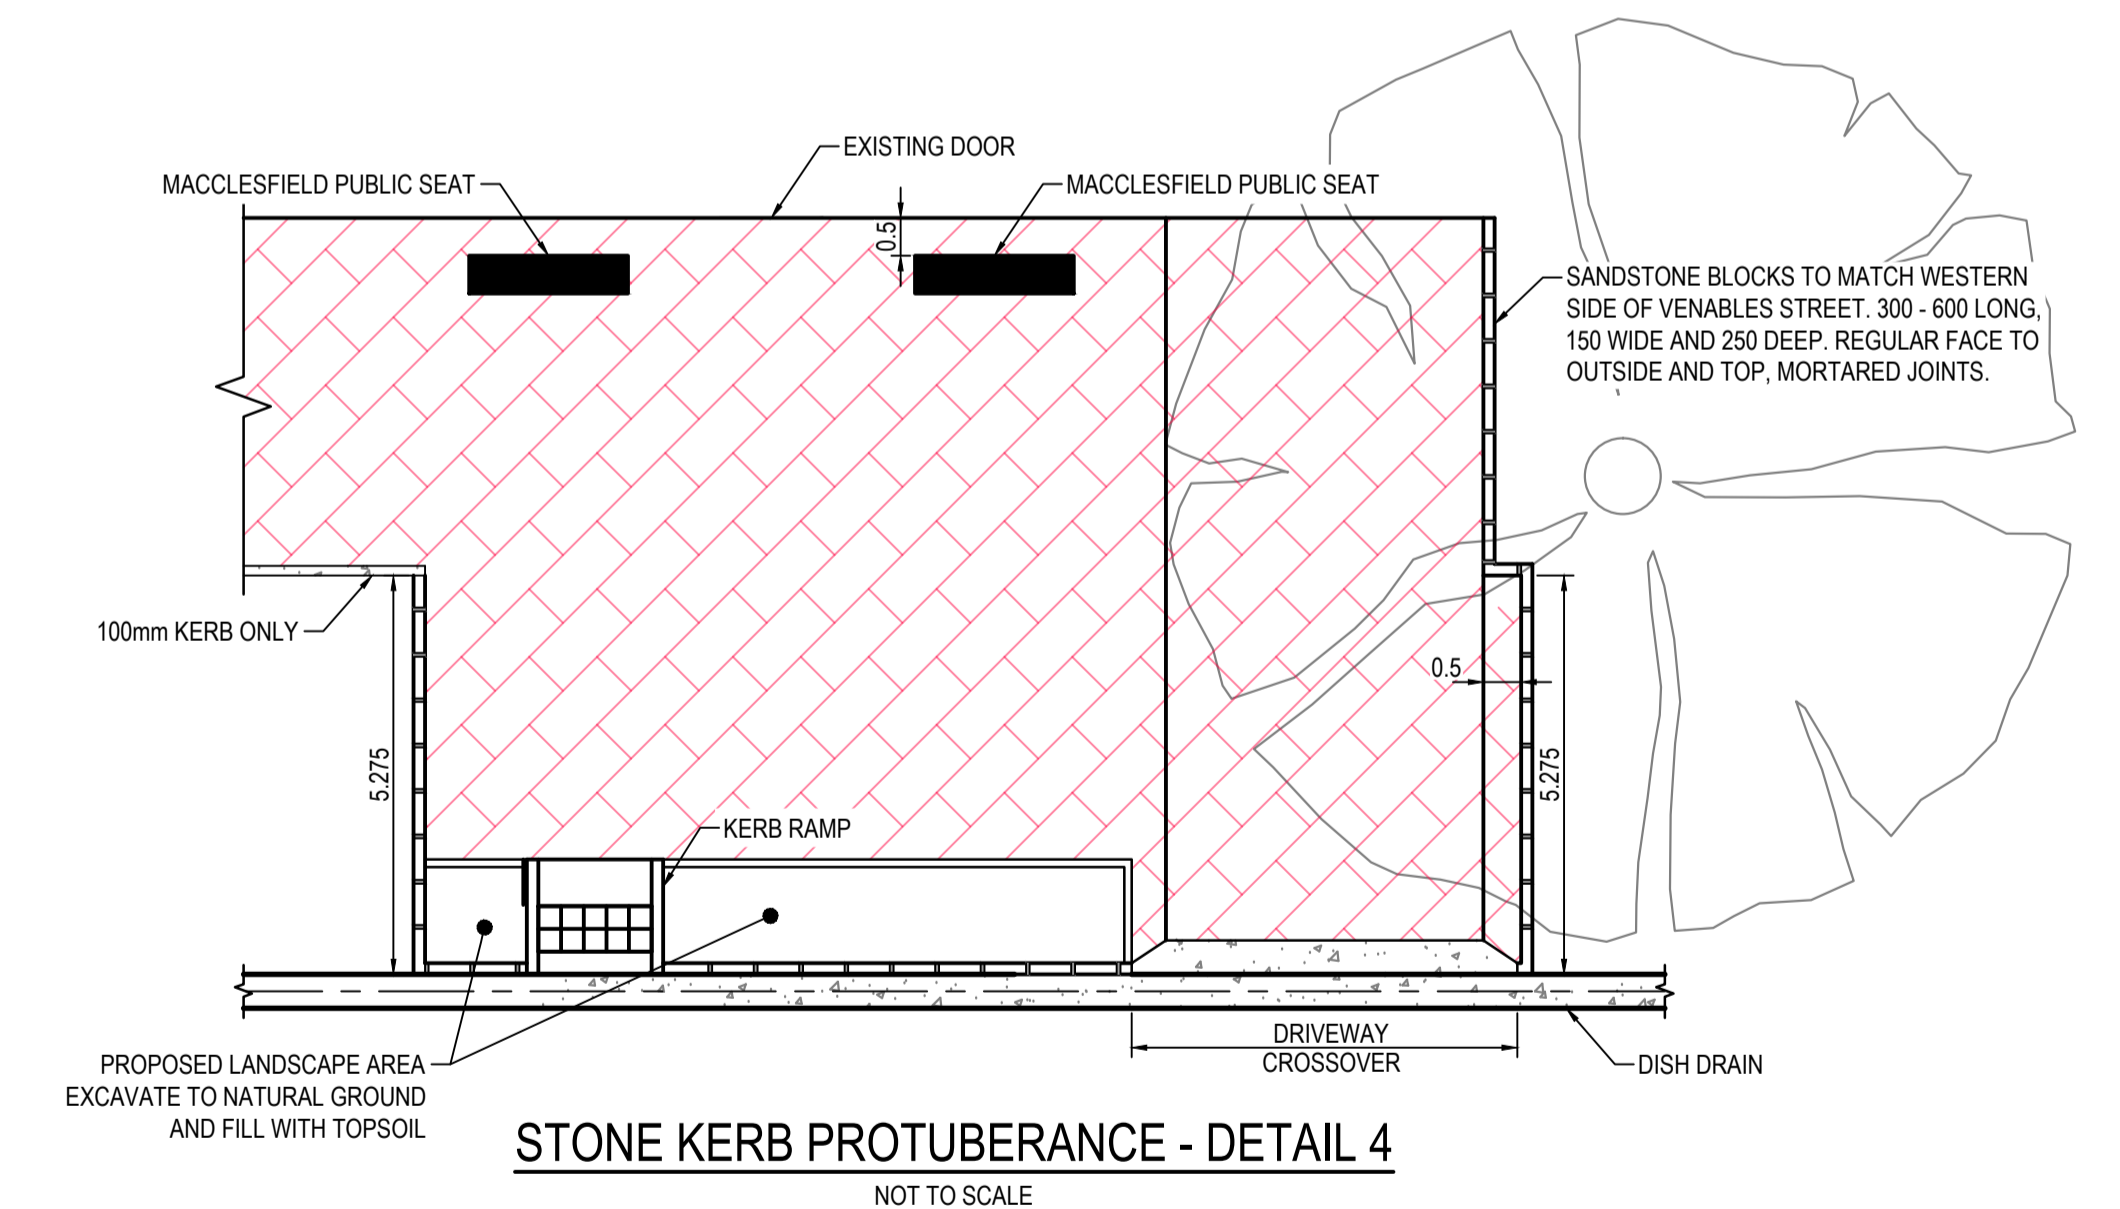 EXISTING DOOR
MACCLESFIELD PUBLIC SEAT
MACCLESFIELD PUBLIC SEAT
0.5
SANDSTONE BLOCKS TO MATCH WESTERN
SIDE OF VENABLES STREET. 300 - 600 LONG,
150 WIDE AND 250 DEEP. REGULAR FACE TO
OUTSIDE AND TOP, MORTARED JOINTS.
100mm KERB ONLY
0.5
5.275
5.275
KERB RAMP
DRIVEWAY
CROSSOVER
DISH DRAIN
PROPOSED LANDSCAPE AREA
EXCAVATE TO NATURAL GROUND
AND FILL WITH TOPSOIL
STONE KERB PROTUBERANCE - DETAIL 4
NOT TO SCALE